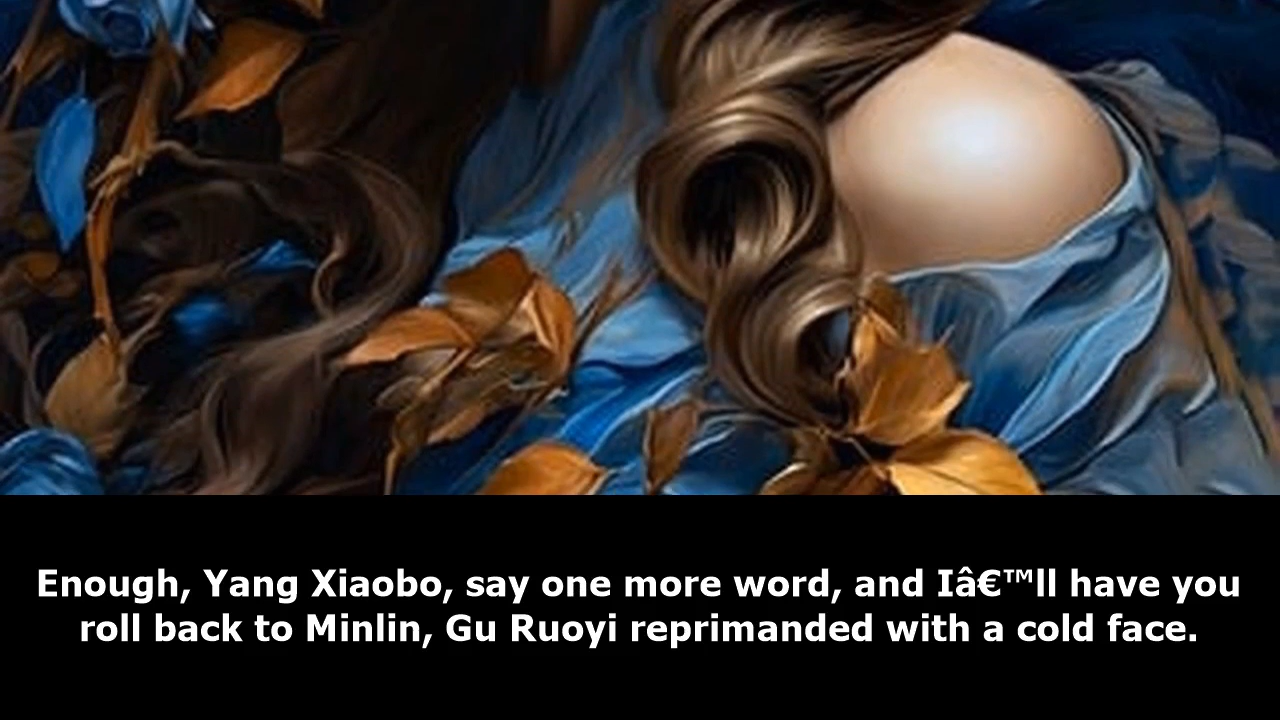 Enough, Yang Xiaobo, say one more word, and Iâ€™ll have you
roll back to Minlin, Gu Ruoyi reprimanded with a cold face.